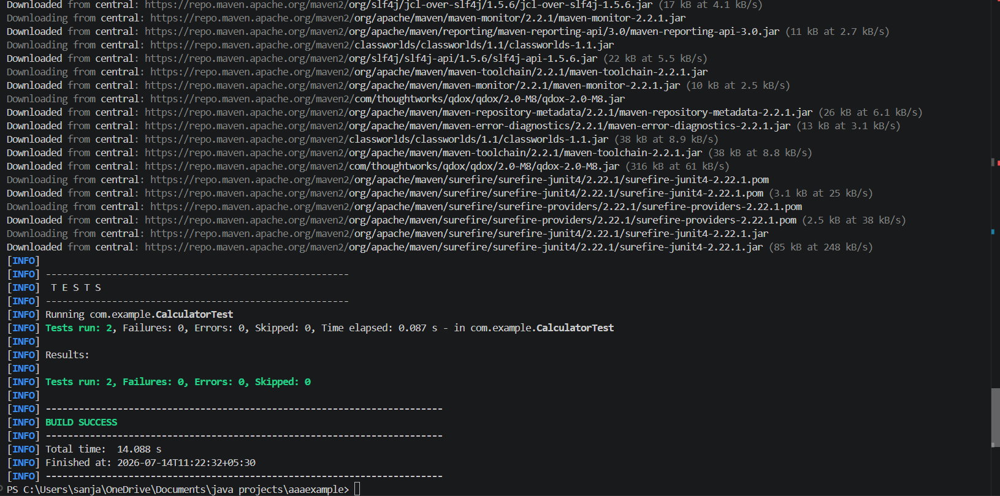 Downloaded from central: https://repo.maven.apache.org/maven2/org/slf4j/jcl-over-slf4j/1.5.6/jcl-over-slf4j-1.5.6.jar (17 kB at 4.1 kB/s)
Downloading from central: https://repo.maven.apache.org/maven2/org/apache/maven/maven-monitor/2.2.1/maven-monitor-2.2.1.jar
Downloaded from central: https://repo.maven.apache.org/maven2/org/apache/maven/reporting/maven-reporting-api/3.0/maven-reporting-api-3.0.jar (11 kB at 2.7 kB/s)
Downloading from central: https://repo.maven.apache.org/maven2/classworlds/classworlds/1.1/classworlds-1.1.jar
Downloaded from central: https://repo.maven.apache.org/maven2/org/slf4j/slf4j-api/1.5.6/slf4j-api-1.5.6.jar (22 kB at 5.5 kB/s)
Downloading from central: https://repo.maven.apache.org/maven2/org/apache/maven/maven-toolchain/2.2.1/maven-toolchain-2.2.1.jar
Downloaded from central: https://repo.maven.apache.org/maven2/org/apache/maven/maven-monitor/2.2.1/maven-monitor-2.2.1.jar (10 kB at 2.5 kB/s)
Downloading from central: https://repo.maven.apache.org/maven2/com/thoughtworks/qdox/qdox/2.0-M8/qdox-2.0-M8.jar
Downloaded from central: https://repo.maven.apache.org/maven2/org/apache/maven/maven-repository-metadata/2.2.1/maven-repository-metadata-2.2.1.jar (26 kB at 6.1 kB/s)
Downloaded from central: https://repo.maven.apache.org/maven2/org/apache/maven/maven-error-diagnostics/2.2.1/maven-error-diagnostics-2.2.1.jar (13 kB at 3.1 kB/s)
Downloaded from central: https://repo.maven.apache.org/maven2/classworlds/classworlds/1.1/classworlds-1.1.jar (38 kB at 8.9 kB/s)
Downloaded from central: https://repo.maven.apache.org/maven2/org/apache/maven/maven-toolchain/2.2.1/maven-toolchain-2.2.1.jar (38 kB at 8.8 kB/s)
Downloaded from central: https://repo.maven.apache.org/maven2/com/thoughtworks/qdox/qdox/2.0-M8/qdox-2.0-M8.jar (316 kB at 61 kB/s)
Downloading from central: https://repo.maven.apache.org/maven2/org/apache/maven/surefire/surefire-junit4/2.22.1/surefire-junit4-2.22.1.pom
Downloaded from central: https://repo.maven.apache.org/maven2/org/apache/maven/surefire/surefire-junit4/2.22.1/surefire-junit4-2.22.1.pom (3.1 kB at 25 kB/s)
Downloading from central: https://repo.maven.apache.org/maven2/org/apache/maven/surefire/surefire-providers/2.22.1/surefire-providers-2.22.1.pom
Downloaded from central: https://repo.maven.apache.org/maven2/org/apache/maven/surefire/surefire-providers/2.22.1/surefire-providers-2.22.1.pom (2.5 kB at 38 kB/s)
Downloading from central: https://repo.maven.apache.org/maven2/org/apache/maven/surefire/surefire-junit4/2.22.1/surefire-junit4-2.22.1.jar
Downloaded from central: https://repo.maven.apache.org/maven2/org/apache/maven/surefire/surefire-junit4/2.22.1/surefire-junit4-2.22.1.jar (85 kB at 248 kB/s)
[INFO]
[INFO] -------------------------------------------------------
[INFO]  T E S T S
[INFO] -------------------------------------------------------
[INFO] Running com.example.CalculatorTest
[INFO] Tests run: 2, Failures: 0, Errors: 0, Skipped: 0, Time elapsed: 0.087 s - in com.example.CalculatorTest
[INFO]
[INFO] Results:
[INFO]
[INFO] Tests run: 2, Failures: 0, Errors: 0, Skipped: 0
[INFO]
[INFO] ------------------------------------------------------------------------
[INFO] BUILD SUCCESS
[INFO] ------------------------------------------------------------------------
[INFO] Total time:  14.088 s
[INFO] Finished at: 2026-07-14T11:22:32+05:30
[INFO] ------------------------------------------------------------------------
PS C:\Users\sanja\OneDrive\Documents\java projects\aaaexample>